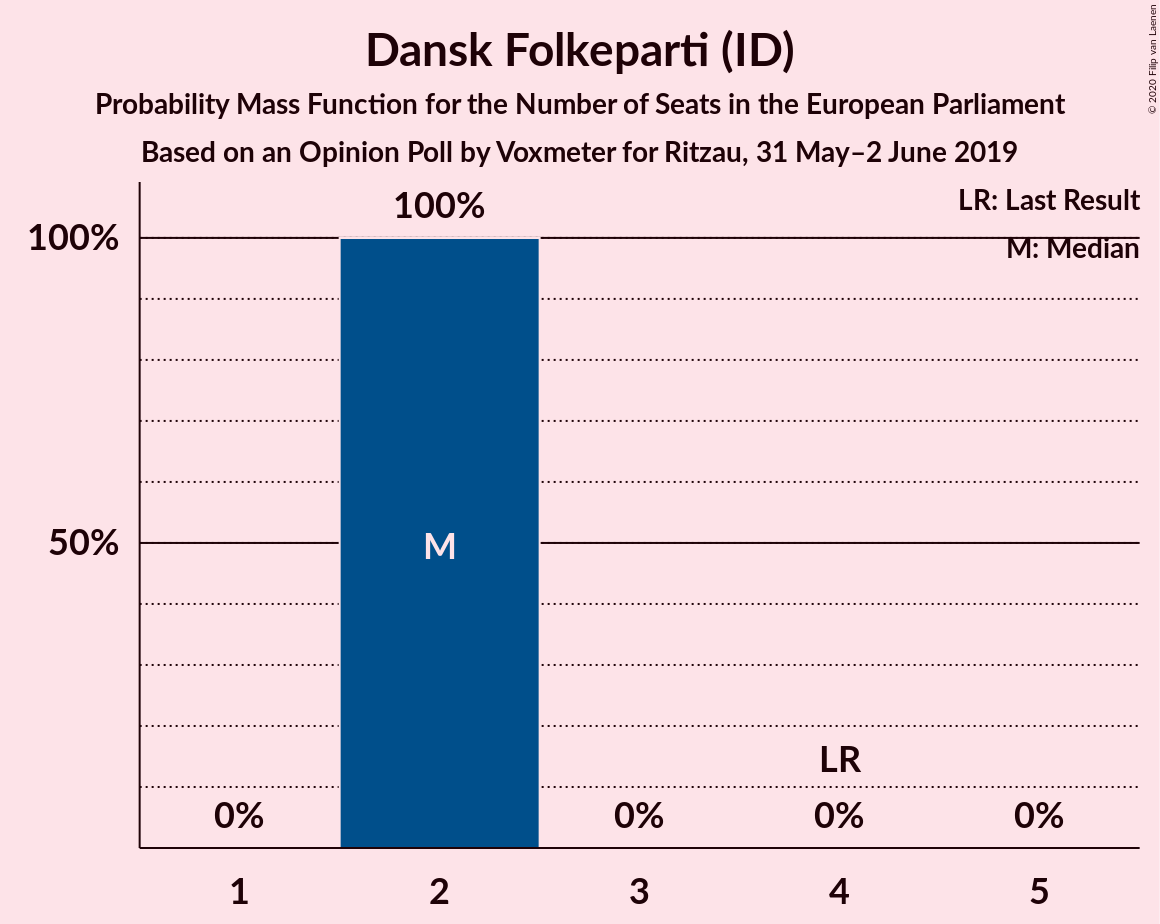 Dansk Folkeparti (ID)
Probability Mass Function for the Number of Seats in the European Parliament
Based on an Opinion Poll by Voxmeter for Ritzau, 31 May–2 June 2019
© 2020 Filip van Laenen
LR: Last Result
M: Median
100%
100%
50%
M
LR
0%
0%
0%
0%
1
2
3
4
5